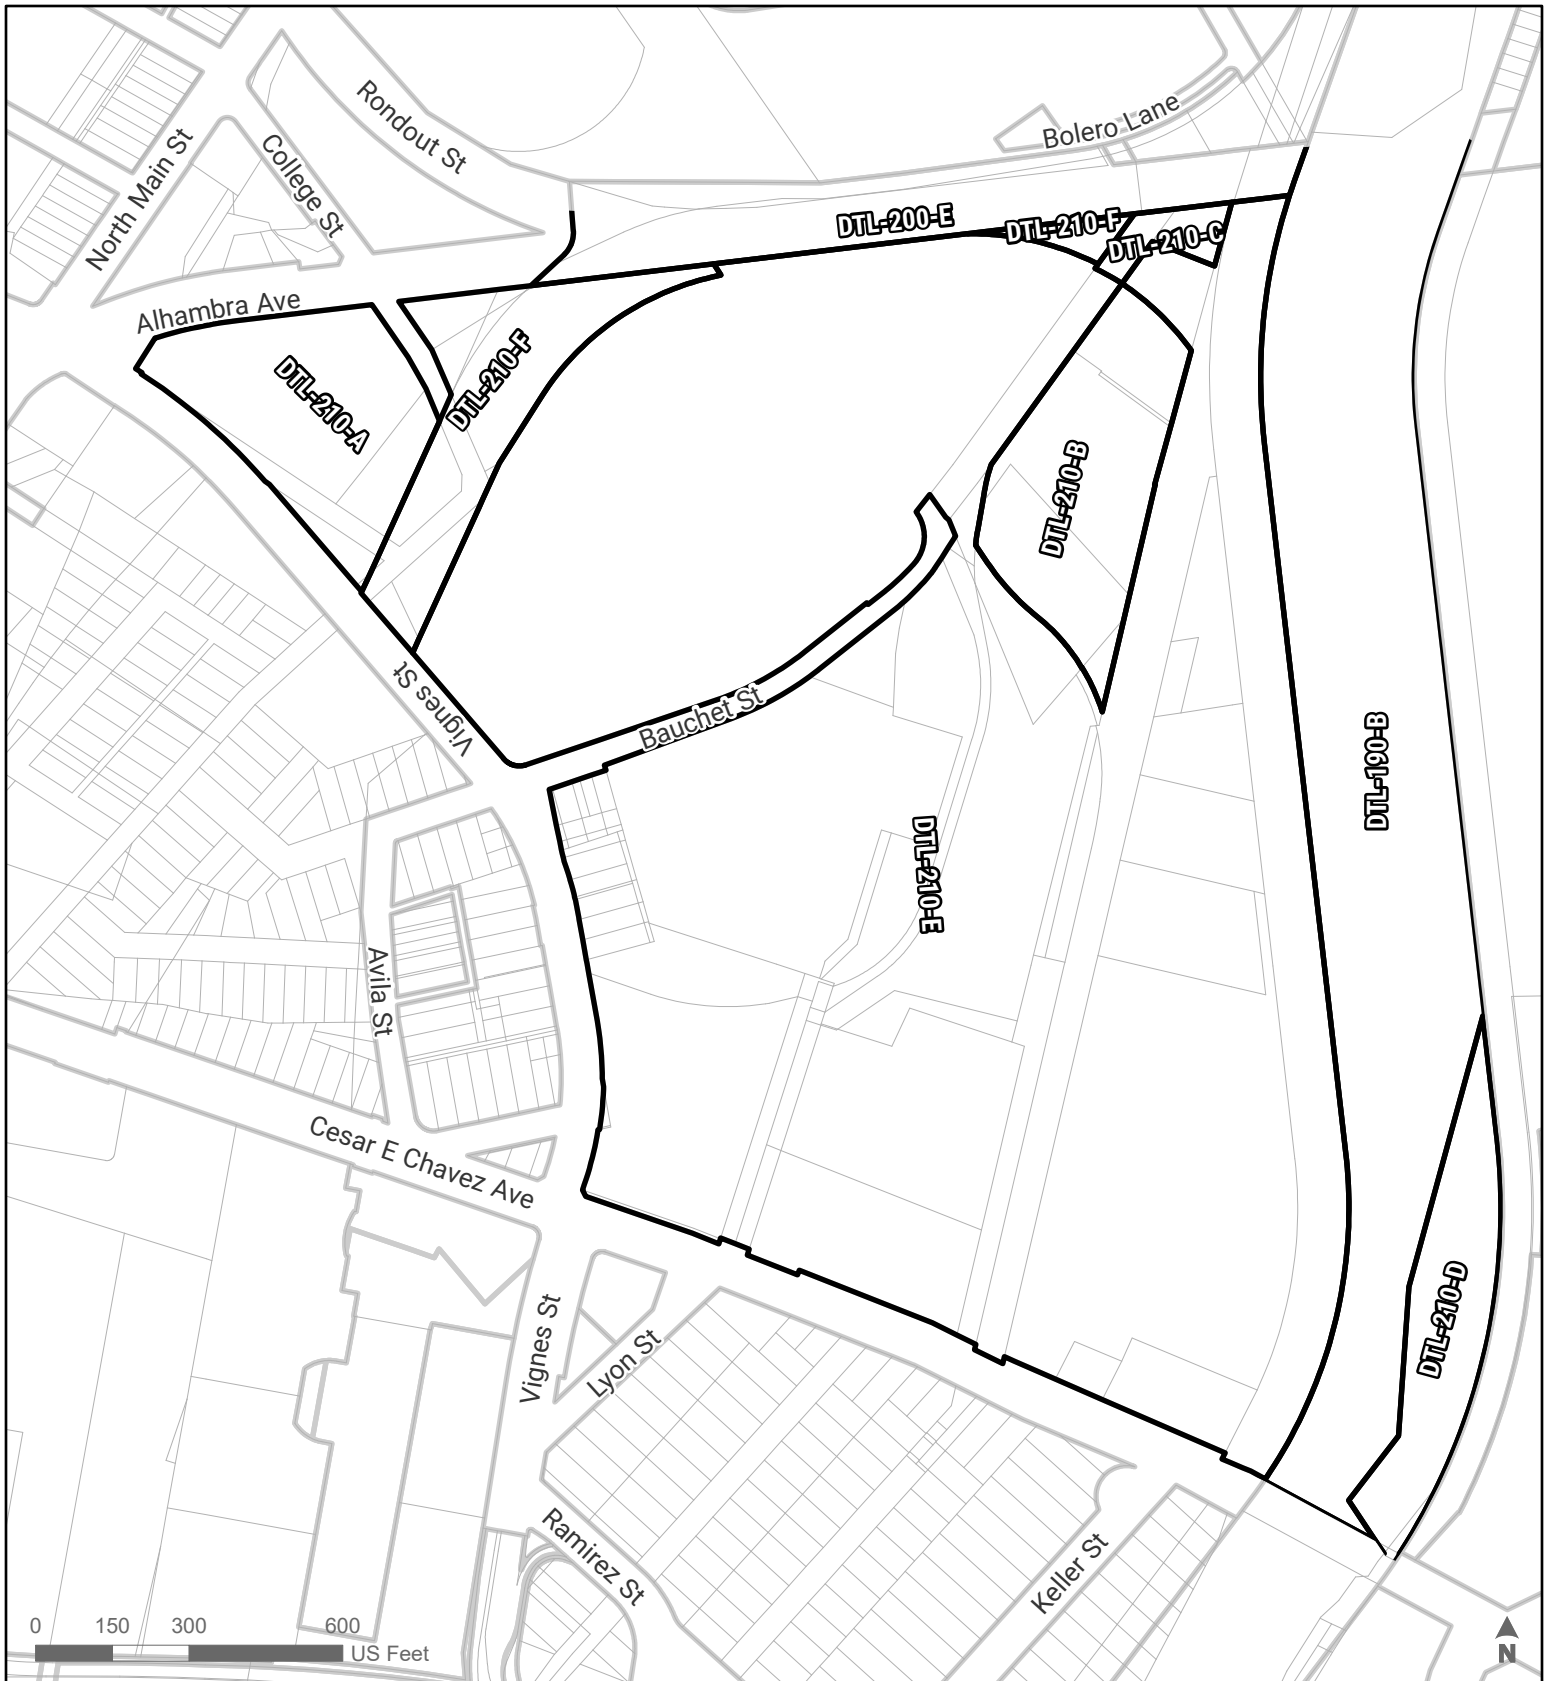 Rondout St
Bolero Lane
North Main St
College St
DTL-200-E
DTL-210-F
DTL-210-C
Alhambra Ave
DTL-210-A
DTL-210-F
DTL-210-B
Vignes St
Bauchet St
DTL-190-B
DTL-210-E
Avila St
Cesar E Chavez Ave
DTL-210-D
Vignes St
Lyon St
Ramirez St
Keller St
0 150 300 600
US Feet
N